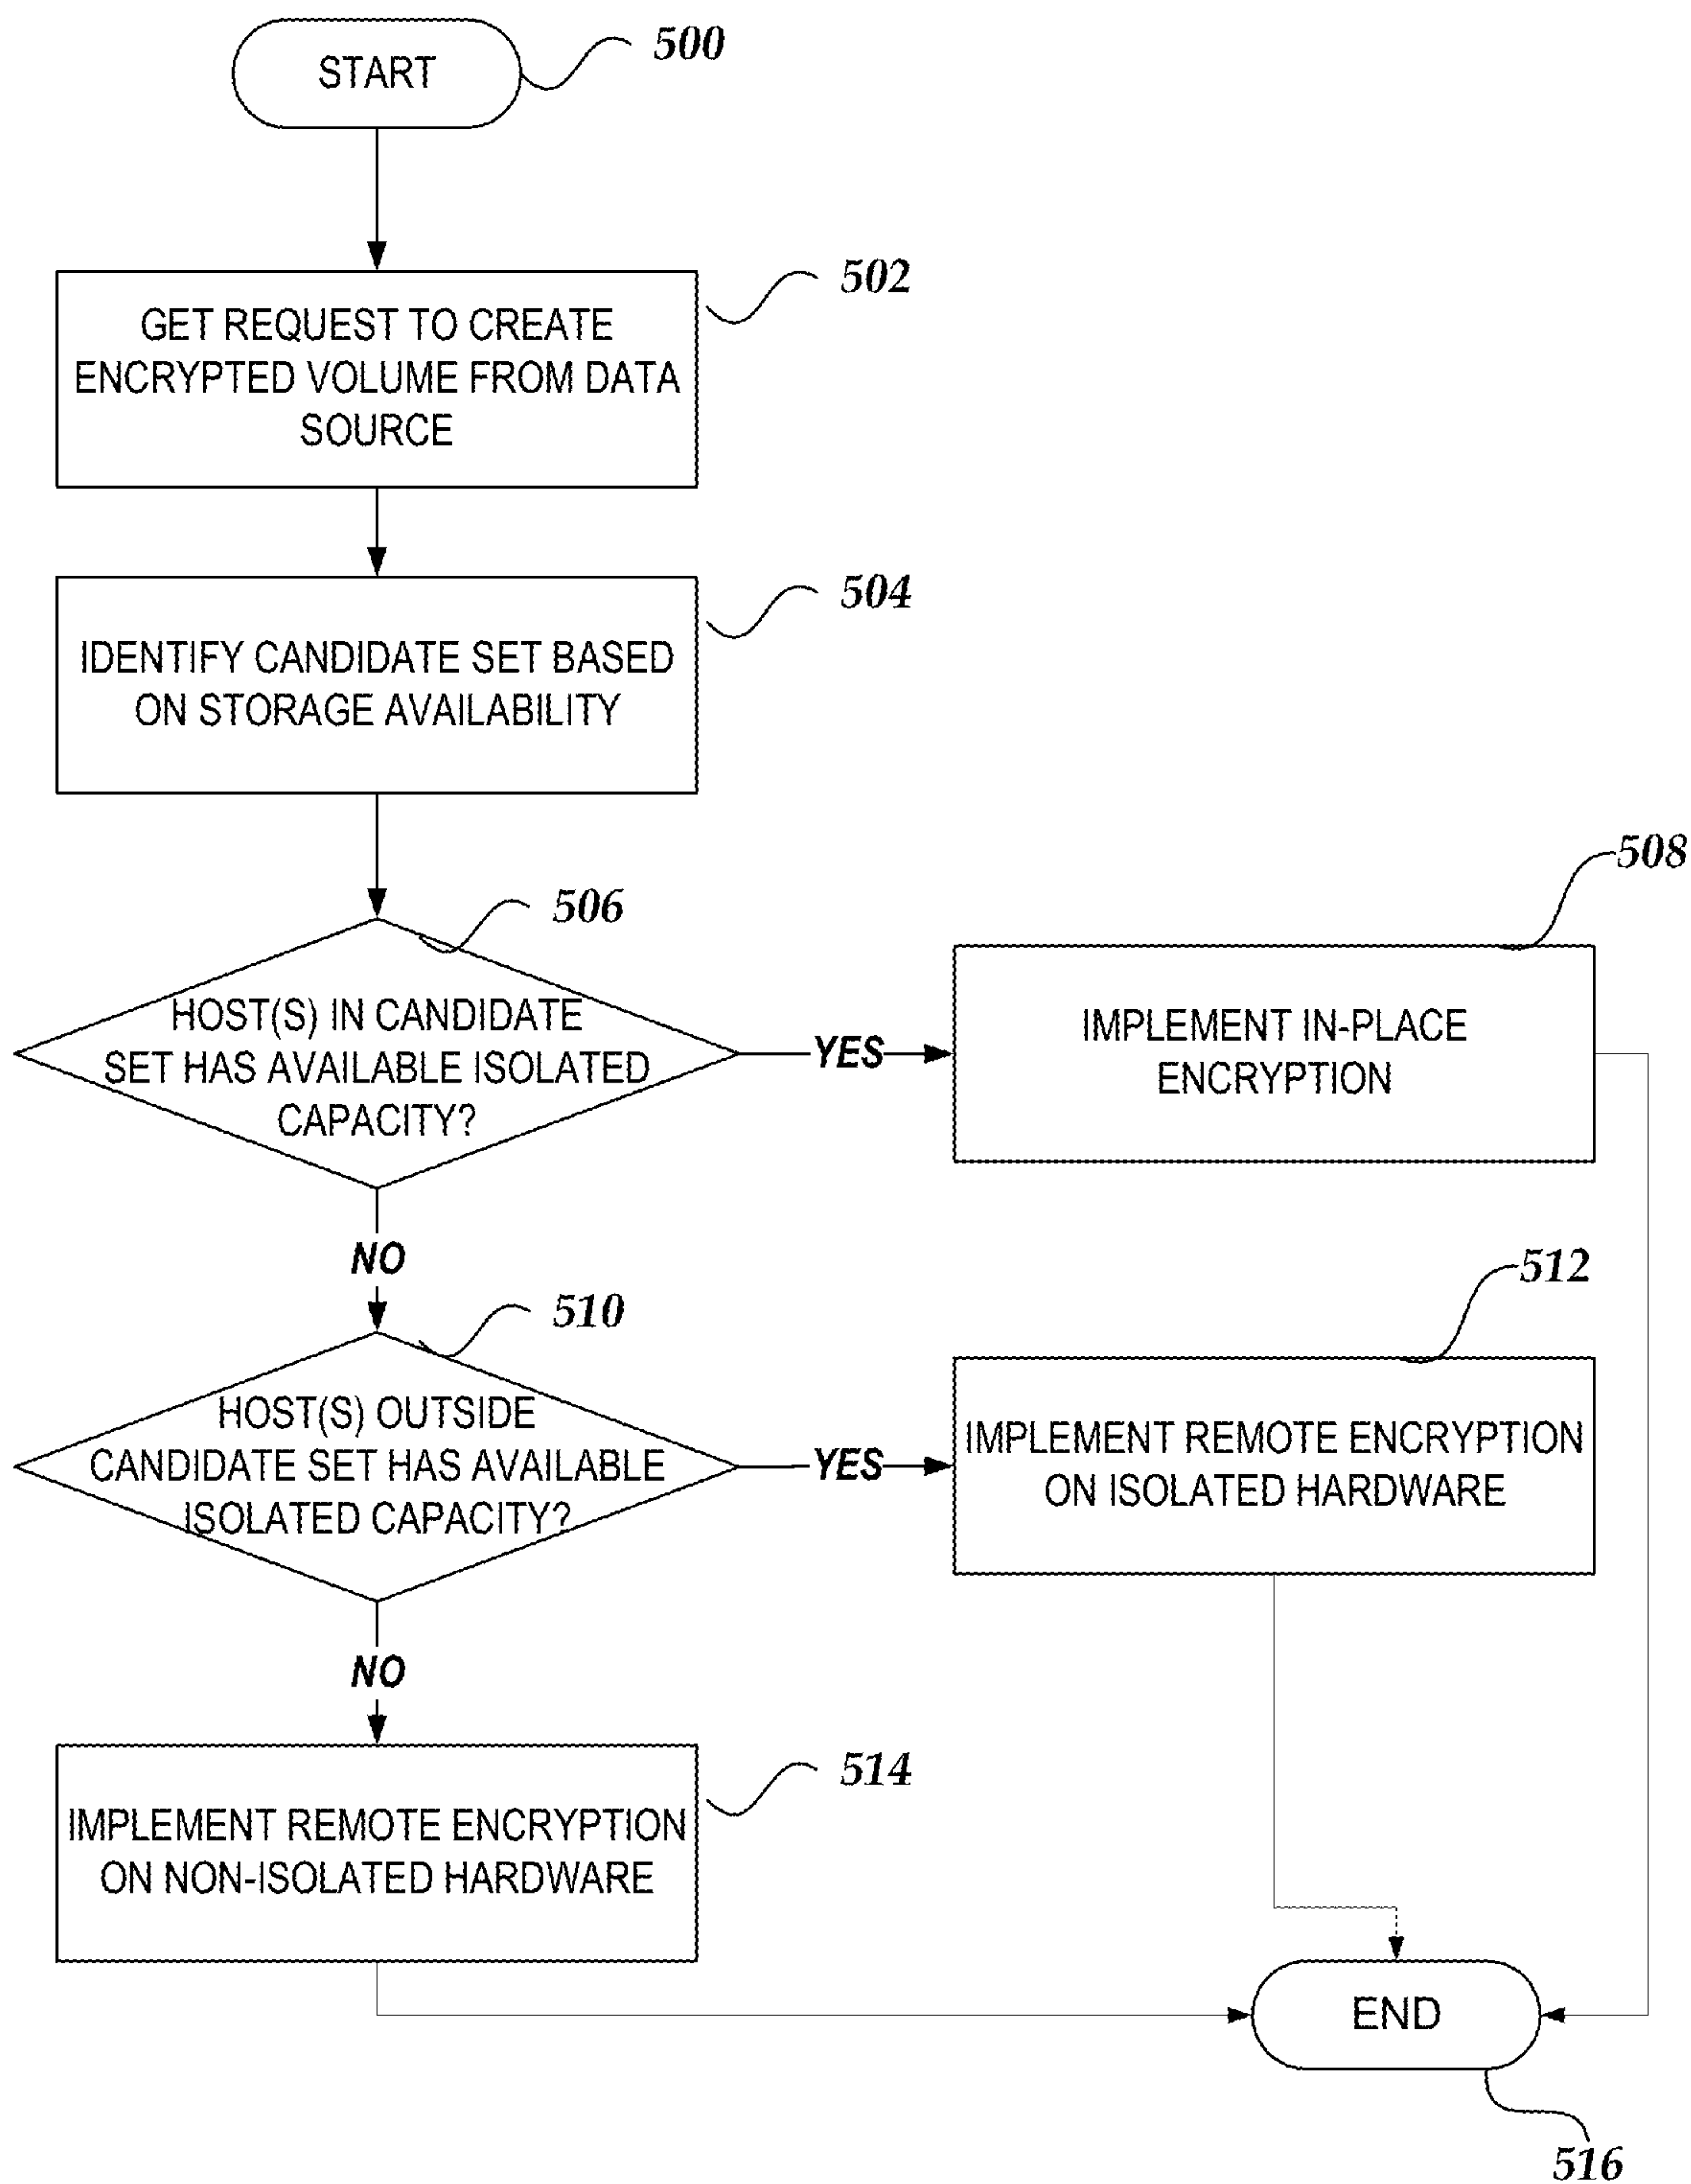 START
500
GET REQUEST TO CREATE
ENCRYPTED VOLUME FROM DATA
SOURCE
502
IDENTIFY CANDIDATE SET BASED
ON STORAGE AVAILABILITY
504
HOST(S) IN CANDIDATE
SET HAS AVAILABLE ISOLATED
CAPACITY?
506
YES
IMPLEMENT IN-PLACE
ENCRYPTION
508
NO
HOST(S) OUTSIDE
CANDIDATE SET HAS AVAILABLE
ISOLATED CAPACITY?
510
YES
IMPLEMENT REMOTE ENCRYPTION
ON ISOLATED HARDWARE
512
NO
IMPLEMENT REMOTE ENCRYPTION
ON NON-ISOLATED HARDWARE
514
END
516